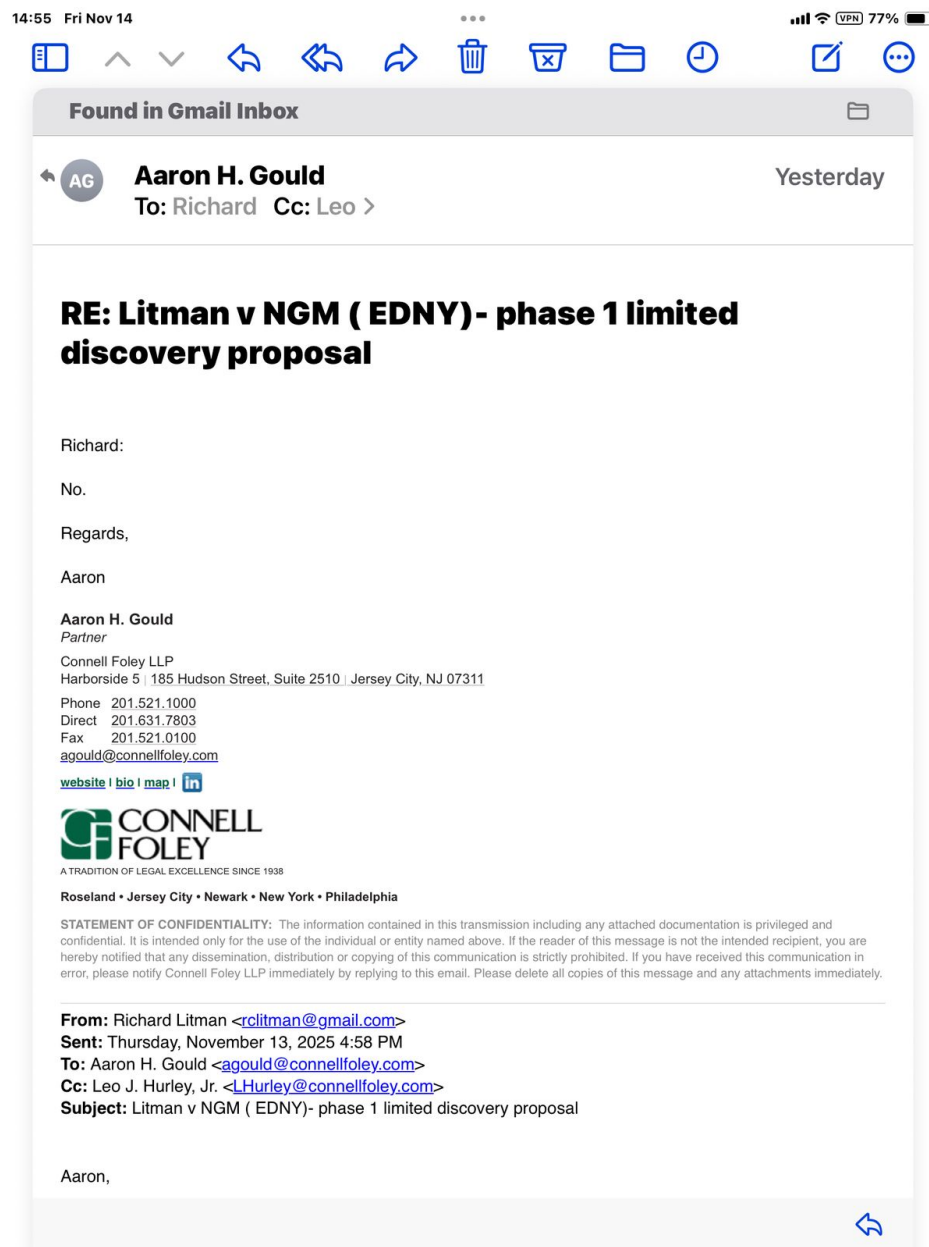 14:55 Fri Nov 14
VPN 77%
Found in Gmail Inbox
AG
Aaron H. Gould
Yesterday
To: Richard Cc: Leo >
RE: Litman v NGM ( EDNY)- phase 1 limited
discovery proposal
Richard:
No.
Regards,
Aaron
Aaron H. Gould
Partner
Connell Foley LLP
Harborside 5 | 185 Hudson Street, Suite 2510 | Jersey City, NJ 07311
Phone 201.521.1000
Direct 201.631.7803
Fax 201.521.0100
agould@connellfoley.com
website | bio | map | in
CF CONNELL
FOLEY
A TRADITION OF LEGAL EXCELLENCE SINCE 1938
Roseland • Jersey City • Newark • New York • Philadelphia
STATEMENT OF CONFIDENTIALITY: The information contained in this transmission including any attached documentation is privileged and
confidential. It is intended only for the use of the individual or entity named above. If the reader of this message is not the intended recipient, you are
hereby notified that any dissemination, distribution or copying of this communication is strictly prohibited. If you have received this communication in
error, please notify Connell Foley LLP immediately by replying to this email. Please delete all copies of this message and any attachments immediately.
From: Richard Litman <rclitman@gmail.com>
Sent: Thursday, November 13, 2025 4:58 PM
To: Aaron H. Gould <agould@connellfoley.com>
Cc: Leo J. Hurley, Jr. <LHurley@connellfoley.com>
Subject: Litman v NGM ( EDNY)- phase 1 limited discovery proposal
Aaron,